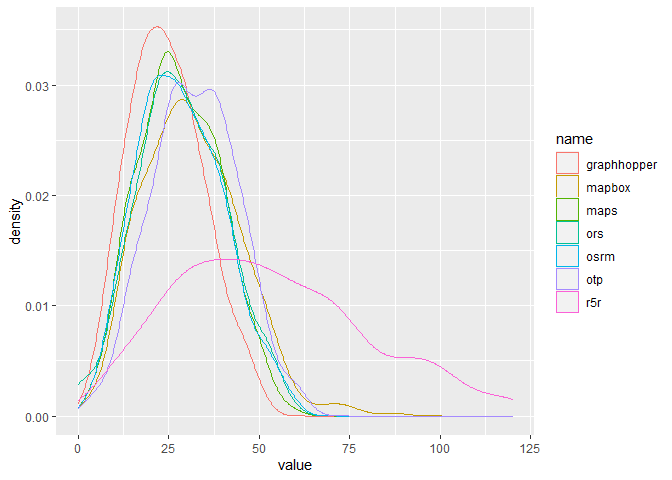 0.03
0.02
0.01
0.00
density
0
25
50
75
100
125
value
name
graphhopper
mapbox
maps
ors
osrm
otp
r5r